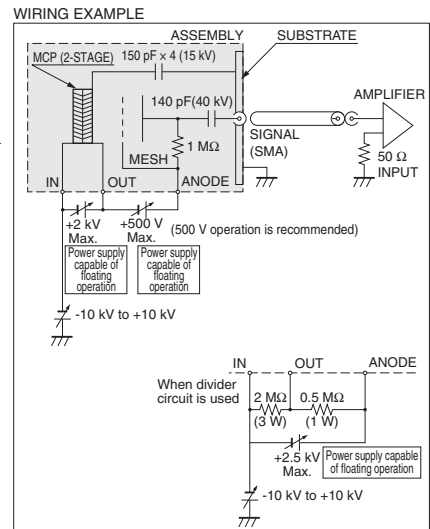 WIRING EXAMPLE
ASSEMBLY
SUBSTRATE
MCP (2-STAGE)
150 pF × 4 (15 kV)
AMPLIFIER
140 pF(40 kV)
SIGNAL
(SMA)
1 MΩ
MESH
50 Ω
INPUT
IN
OUT
ANODE
+2 kV
Max.
+500 V
Max.
(500 V operation is recommended)
Power supply
capable of
floating
operation
Power supply
capable of
floating
operation
-10 kV to +10 kV
IN
OUT
ANODE
When divider
circuit is used
2 MΩ
(3 W)
0.5 MΩ
(1 W)
+2.5 kV
Max.
Power supply capable
of floating operation
-10 kV to +10 kV